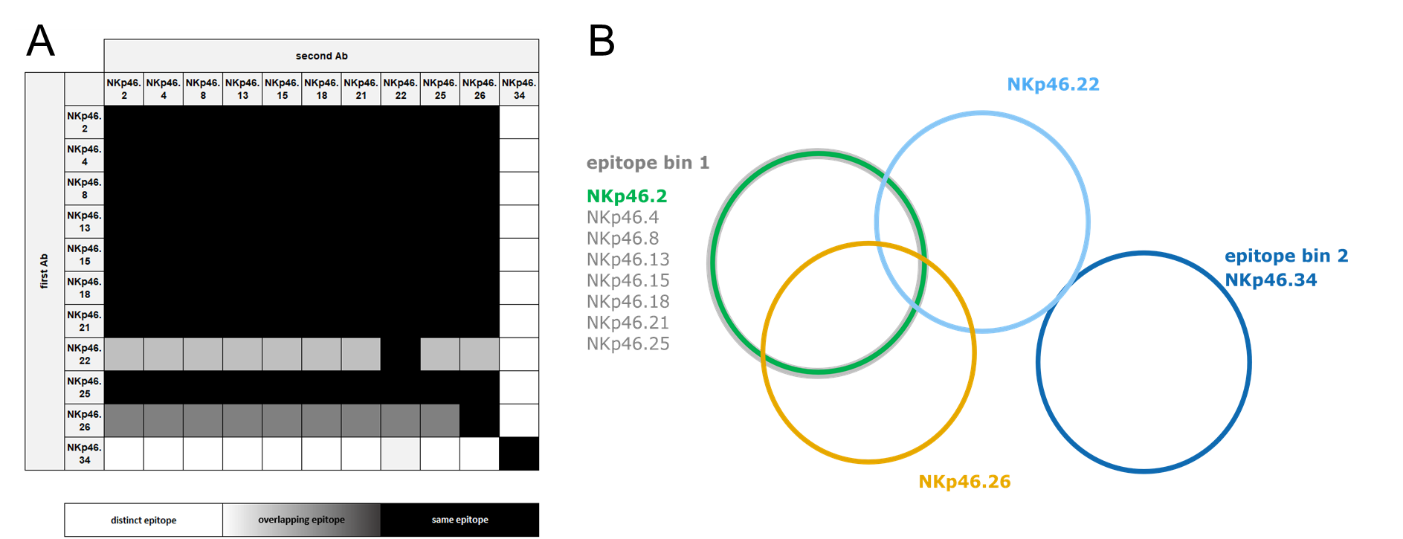 A
second Ab
NKp46. NKp46. NKp46. NKp46. NKp46. NKp46. NKp46. NKp46. NKp46. NKp46. NKp46.
2 4 8 13 15 18 21 22 25 26 34
first Ab
NKp46.
2
NKp46.
4
NKp46.
8
NKp46.
13
NKp46.
15
NKp46.
18
NKp46.
21
NKp46.
22
NKp46.
25
NKp46.
26
NKp46.
34
distinct epitope overlapping epitope same epitope
B
NKp46.22
epitope bin 1
NKp46.2
NKp46.4
NKp46.8
NKp46.13
NKp46.15
NKp46.18
NKp46.21
NKp46.25
epitope bin 2
NKp46.34
NKp46.26